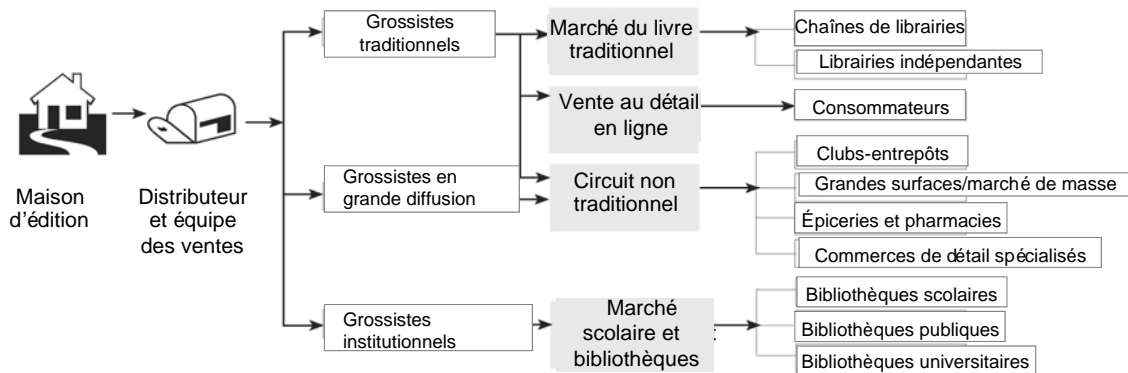 Maison
d'édition
Distributeur
et équipe
des ventes
Grossistes
traditionnels
Grossistes en
grande diffusion
Grossistes
institutionnels
Marché du livre
traditionnel
Vente au détail
en ligne
Circuit non
traditionnel
Marché
scolaire et
bibliothèques
Chaînes de librairies
Librairies indépendantes
Consommateurs
Clubs-entrepôts
Grandes surfaces/marché de masse
Épiceries et pharmacies
Commerces de détail spécialisés
Bibliothèques scolaires
Bibliothèques publiques
Bibliothèques universitaires